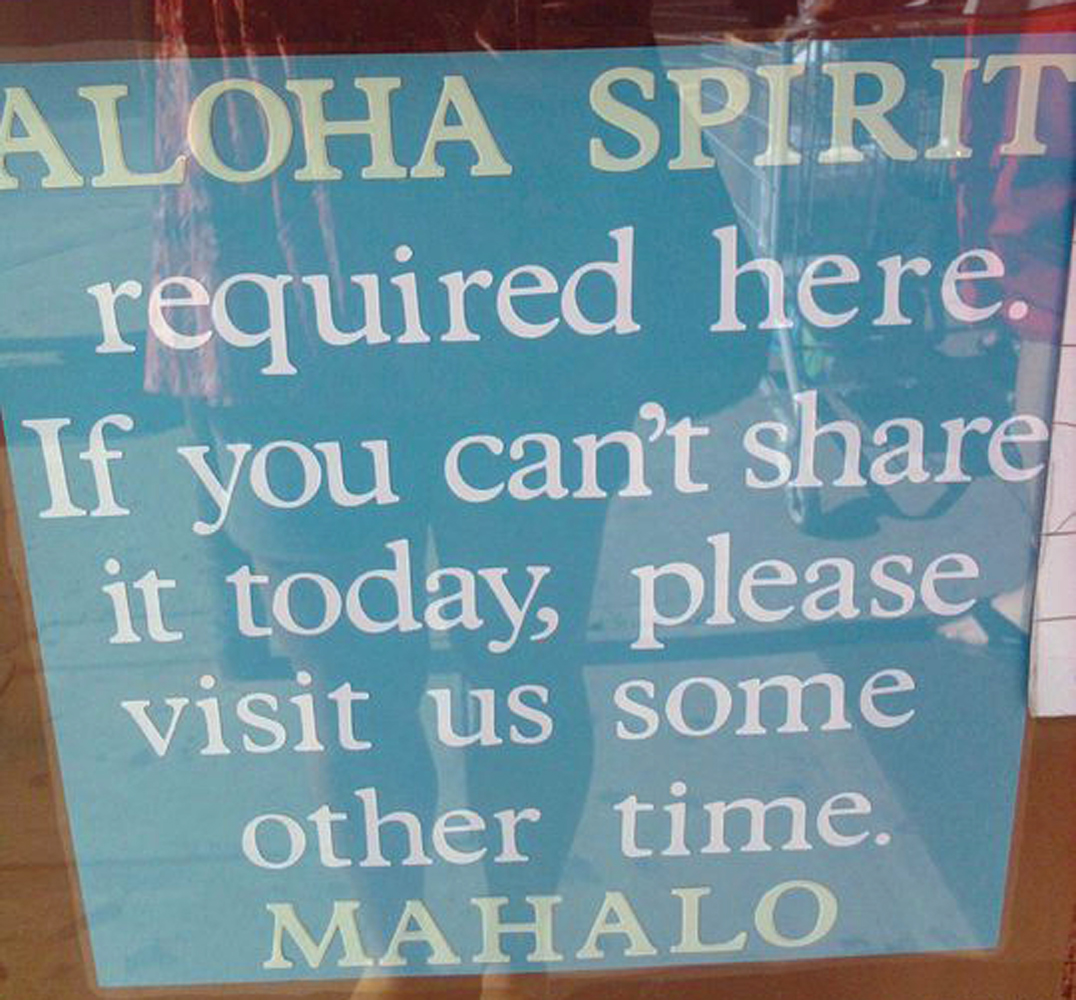 ALOHA SPIRIT
required here.
If you can't share
it today, please
visit us some
other time.
MAHALO